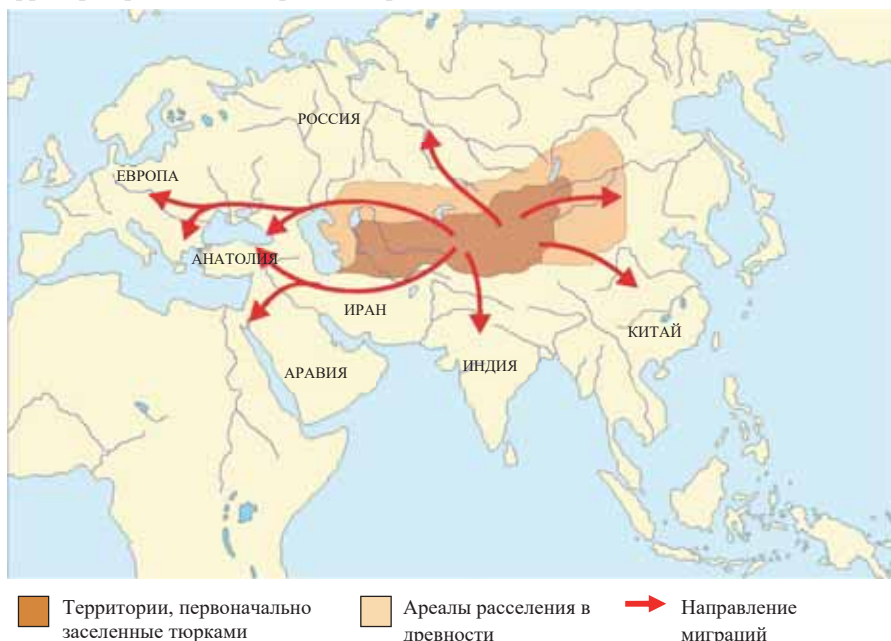 РОССИЯ
ЕВРОПА
АНАТОЛИЯ
ИРАН
КИТАЙ
АРАВИЯ
ИНДИЯ
Территории, первоначально
заселенные тюрками
Ареалы расселения в
древности
Направление
миграций